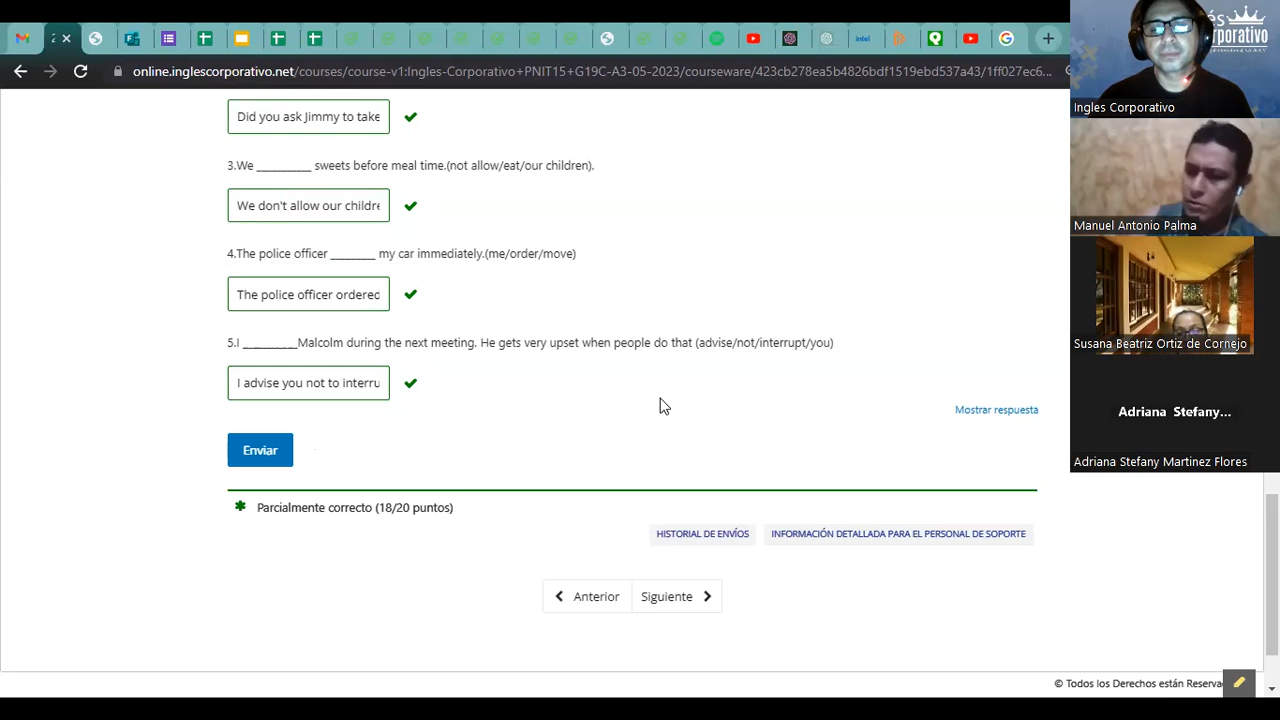 2
online.inglescorporativo.net/courses/course-v1:Ingles-Corporativo+PNIT15+G19C-A3-05-2023/courseware/423cb278ea5b4826bdf1519ebd537a43/1ff027ec6...
és
orporativo
Ingles Corporativo
Did you ask Jimmy to take
3.We __________ sweets before meal time.(not allow/eat/our children).
We don't allow our childre
Manuel Antonio Palma
4.The police officer ________ my car immediately.(me/order/move)
The police officer ordered
5.I __________Malcolm during the next meeting. He gets very upset when people do that (advise/not/interrupt/you)
Susana Beatriz Ortiz de Cornejo
I advise you not to interru
Mostrar respuesta
Adriana Stefany...
Enviar
Adriana Stefany Martinez Flores
Parcialmente correcto (18/20 puntos)
HISTORIAL DE ENVÍOS
INFORMACIÓN DETALLADA PARA EL PERSONAL DE SOPORTE
Anterior
Siguiente
© Todos los Derechos están Reserva